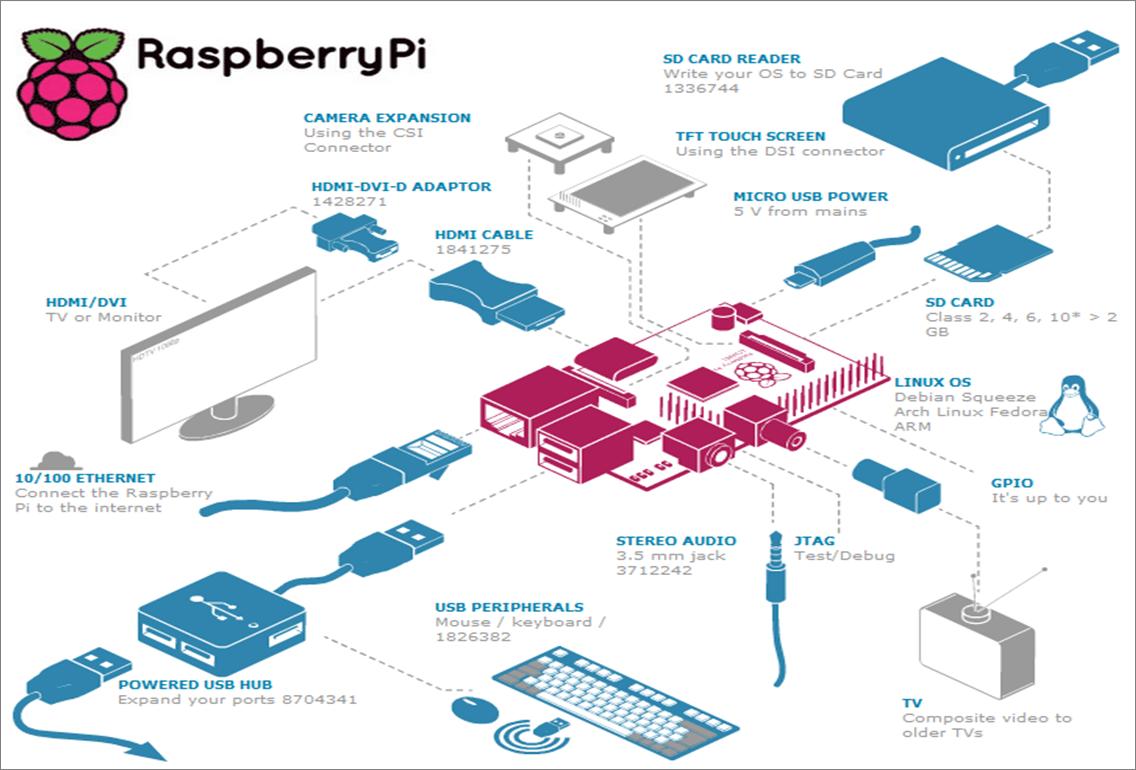 RaspberryPi
SD CARD READER
Write your OS to SD Card
1336744
CAMERA EXPANSION
Using the CSI
Connector
TFT TOUCH SCREEN
Using the DSI connector
HDMI-DVI-D ADAPTOR
1428271
MICRO USB POWER
5 V from mains
HDMI CABLE
1841275
HDMI/DVI
TV or Monitor
HDTV 1080p
SD CARD
Class 2, 4, 6, 10* > 2
GB
LINUX OS
Debian Squeeze
Arch Linux Fedora
ARM
10/100 ETHERNET
Connect the Raspberry
Pi to the internet
GPIO
It's up to you
STEREO AUDIO
3.5 mm jack
3712242
JTAG
Test/Debug
USB PERIPHERALS
Mouse / keyboard /
1826382
POWERED USB HUB
Expand your ports 8704341
TV
Composite video to
older TVs